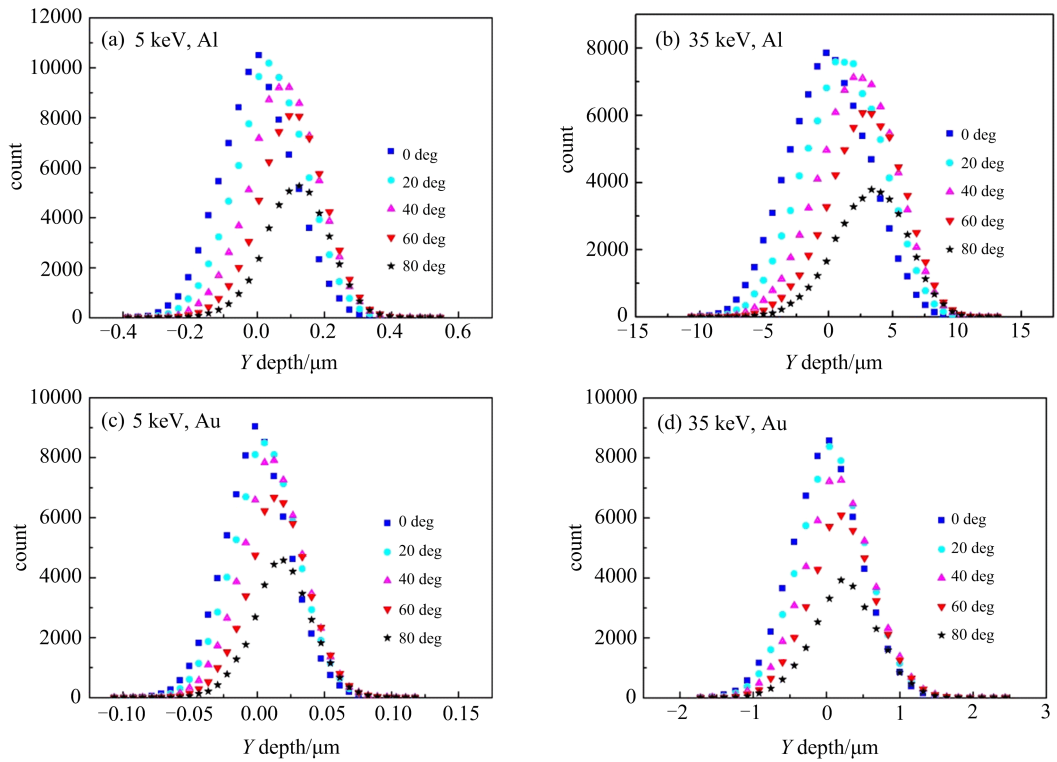 (a) 5 keV, Al
12000
10000
8000
6000
4000
2000
0
count
0 deg
20 deg
40 deg
60 deg
80 deg
−0.4 −0.2 0.0 0.2 0.4 0.6
Y depth/μm
(b) 35 keV, Al
8000
6000
4000
2000
0
count
0 deg
20 deg
40 deg
60 deg
80 deg
−15 −10 −5 0 5 10 15
Y depth/μm
(c) 5 keV, Au
10000
8000
6000
4000
2000
0
count
0 deg
20 deg
40 deg
60 deg
80 deg
−0.10 −0.05 0.00 0.05 0.10 0.15
Y depth/μm
(d) 35 keV, Au
10000
8000
6000
4000
2000
0
count
0 deg
20 deg
40 deg
60 deg
80 deg
−2 −1 0 1 2 3
Y depth/μm